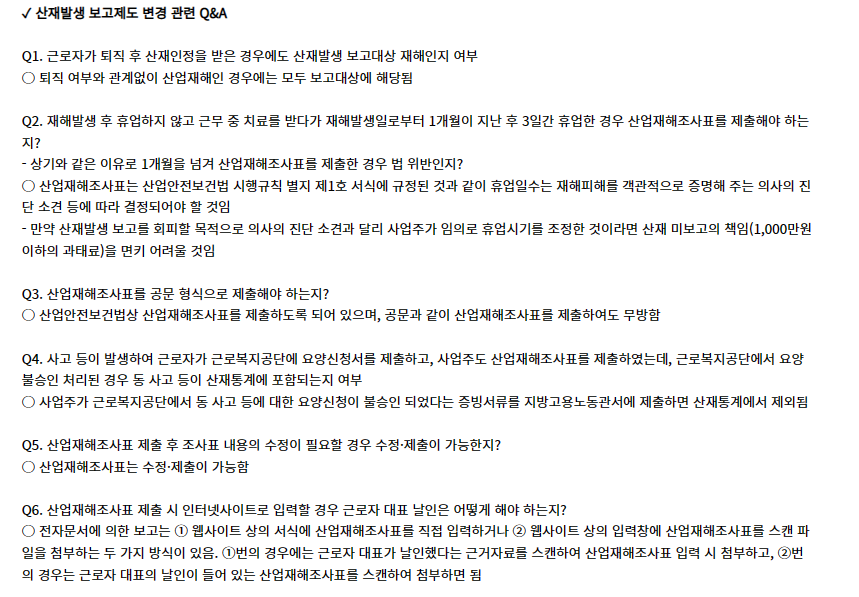 ✓ 산재발생 보고제도 변경 관련 Q&A
Q1. 근로자가 퇴직 후 산재인정을 받은 경우에도 산재발생 보고대상 재해인지 여부
○ 퇴직 여부와 관계없이 산업재해인 경우에는 모두 보고대상에 해당됨
Q2. 재해발생 후 휴업하지 않고 근무 중 치료를 받다가 재해발생일로부터 1개월이 지난 후 3일간 휴업한 경우 산업재해조사표를 제출해야 하는
지?
- 상기와 같은 이유로 1개월을 넘겨 산업재해조사표를 제출한 경우 법 위반인지?
○ 산업재해조사표는 산업안전보건법 시행규칙 별지 제1호 서식에 규정된 것과 같이 휴업일수는 재해피해를 객관적으로 증명해 주는 의사의 진
단 소견 등에 따라 결정되어야 할 것임
- 만약 산재발생 보고를 회피할 목적으로 의사의 진단 소견과 달리 사업주가 임의로 휴업시기를 조정한 것이라면 산재 미보고의 책임(1,000만원
이하의 과태료)을 면키 어려울 것임
Q3. 산업재해조사표를 공문 형식으로 제출해야 하는지?
○ 산업안전보건법상 산업재해조사표를 제출하도록 되어 있으며, 공문과 같이 산업재해조사표를 제출하여도 무방함
Q4. 사고 등이 발생하여 근로자가 근로복지공단에 요양신청서를 제출하고, 사업주도 산업재해조사표를 제출하였는데, 근로복지공단에서 요양
불승인 처리된 경우 동 사고 등이 산재통계에 포함되는지 여부
○ 사업주가 근로복지공단에서 동 사고 등에 대한 요양신청이 불승인 되었다는 증빙서류를 지방고용노동관서에 제출하면 산재통계에서 제외됨
Q5. 산업재해조사표 제출 후 조사표 내용의 수정이 필요할 경우 수정·제출이 가능한지?
○ 산업재해조사표는 수정·제출이 가능함
Q6. 산업재해조사표 제출 시 인터넷사이트로 입력할 경우 근로자 대표 날인은 어떻게 해야 하는지?
○ 전자문서에 의한 보고는 ① 웹사이트 상의 서식에 산업재해조사표를 직접 입력하거나 ② 웹사이트 상의 입력창에 산업재해조사표를 스캔 파
일을 첨부하는 두 가지 방식이 있음. ①번의 경우에는 근로자 대표가 날인했다는 근거자료를 스캔하여 산업재해조사표 입력 시 첨부하고, ②번
의 경우는 근로자 대표의 날인이 들어 있는 산업재해조사표를 스캔하여 첨부하면 됨